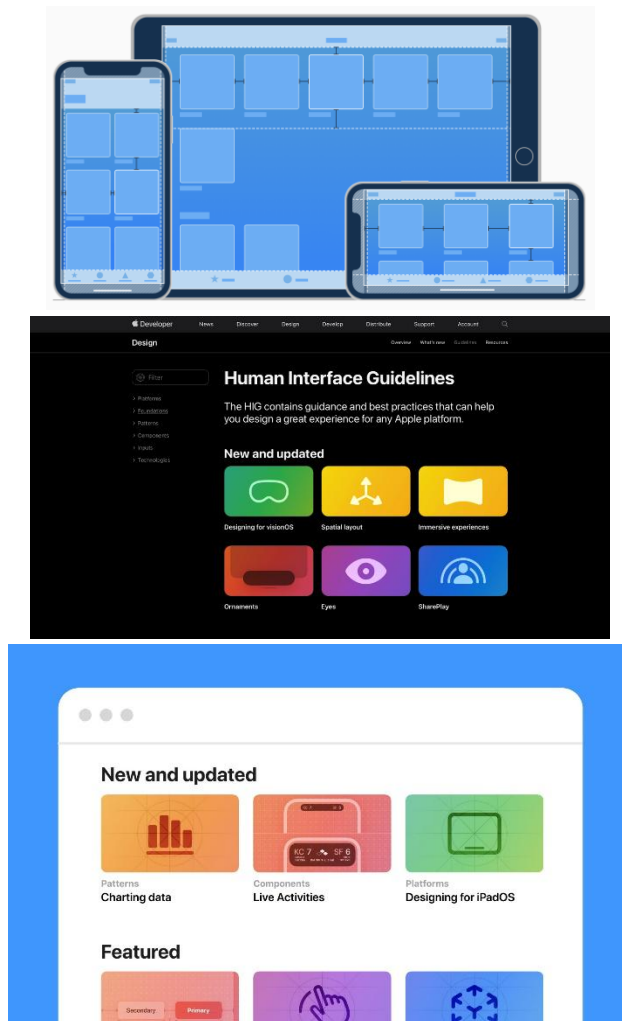 Developer
News
Discover
Design
Develop
Distribute
Support
Account
Design
Overview
What's new
Guidelines
Resources
Filter
Platforms
Foundations
Patterns
Components
Inputs
Technologies
Human Interface Guidelines
The HIG contains guidance and best practices that can help
you design a great experience for any Apple platform.
New and updated
Designing for visionOS
Spatial layout
Immersive experiences
Ornaments
Eyes
SharePlay
New and updated
KC 7
SF 6
Patterns
Components
Platforms
Charting data
Live Activities
Designing for iPadOS
Featured
Secondary
Primary